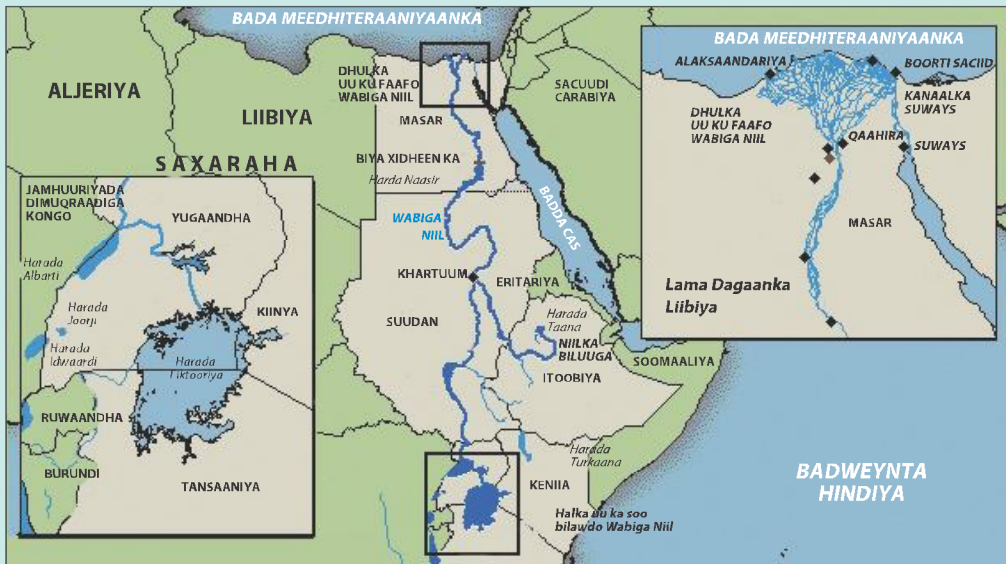 BADA MEEDHITERAANIYAANKA
ALJERIYA
LIIBIYA
SAXARAHA
DHULKA
UU KU FAAFO
WABIGA NIIL
MASAR
BIYA XIDHEEN KA
Harda Naasir
SACUUDI
CARABIYA
BADDA CAS
WABIGA
NIIL
KHARTUUM
ERITARIYA
SUUDAN
Harada
Taana
NIILKA
BILUUGA
ITOOBIYA
SOOMAALIYA
Harada
Turkaana
KENIIA
Halka uu ka soo
bilawdo Wabiga Niil
BADWEYNTA
HINDIYA
JAMHUURIYADA
DIMUQRAADIGA
KONGO
YUGAANDHA
Harada
Albarti
Harada
Joorji
Harada
Idwaardi
KIINYA
Harada
Fiktooriya
RUWAANDHA
BURUNDI
TANSAANIYA
BADA MEEDHITERAANIYAANKA
ALAKSAANDARIYA
BOORTI SACIID
KANAALKA
SUWAYS
DHULKA
UU KU FAAFO
WABIGA NIIL
QAAHIRA
SUWAYS
MASAR
Lama Dagaanka
Liibiya